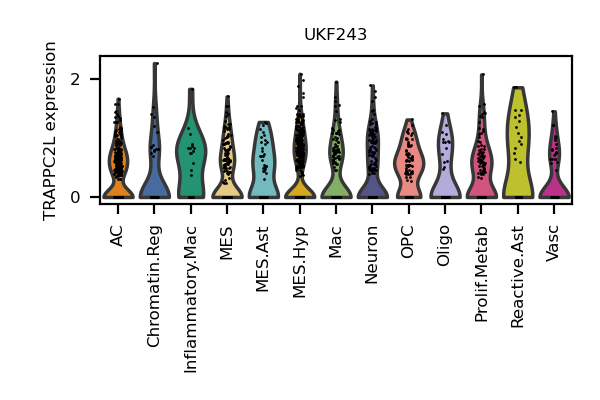 UKF243
TRAPPC2L expression
2
0
AC
Chromatin.Reg
Inflammatory.Mac
MES
MES.Ast
MES.Hyp
Mac
Neuron
OPC
Oligo
Prolif.Metab
Reactive.Ast
Vasc